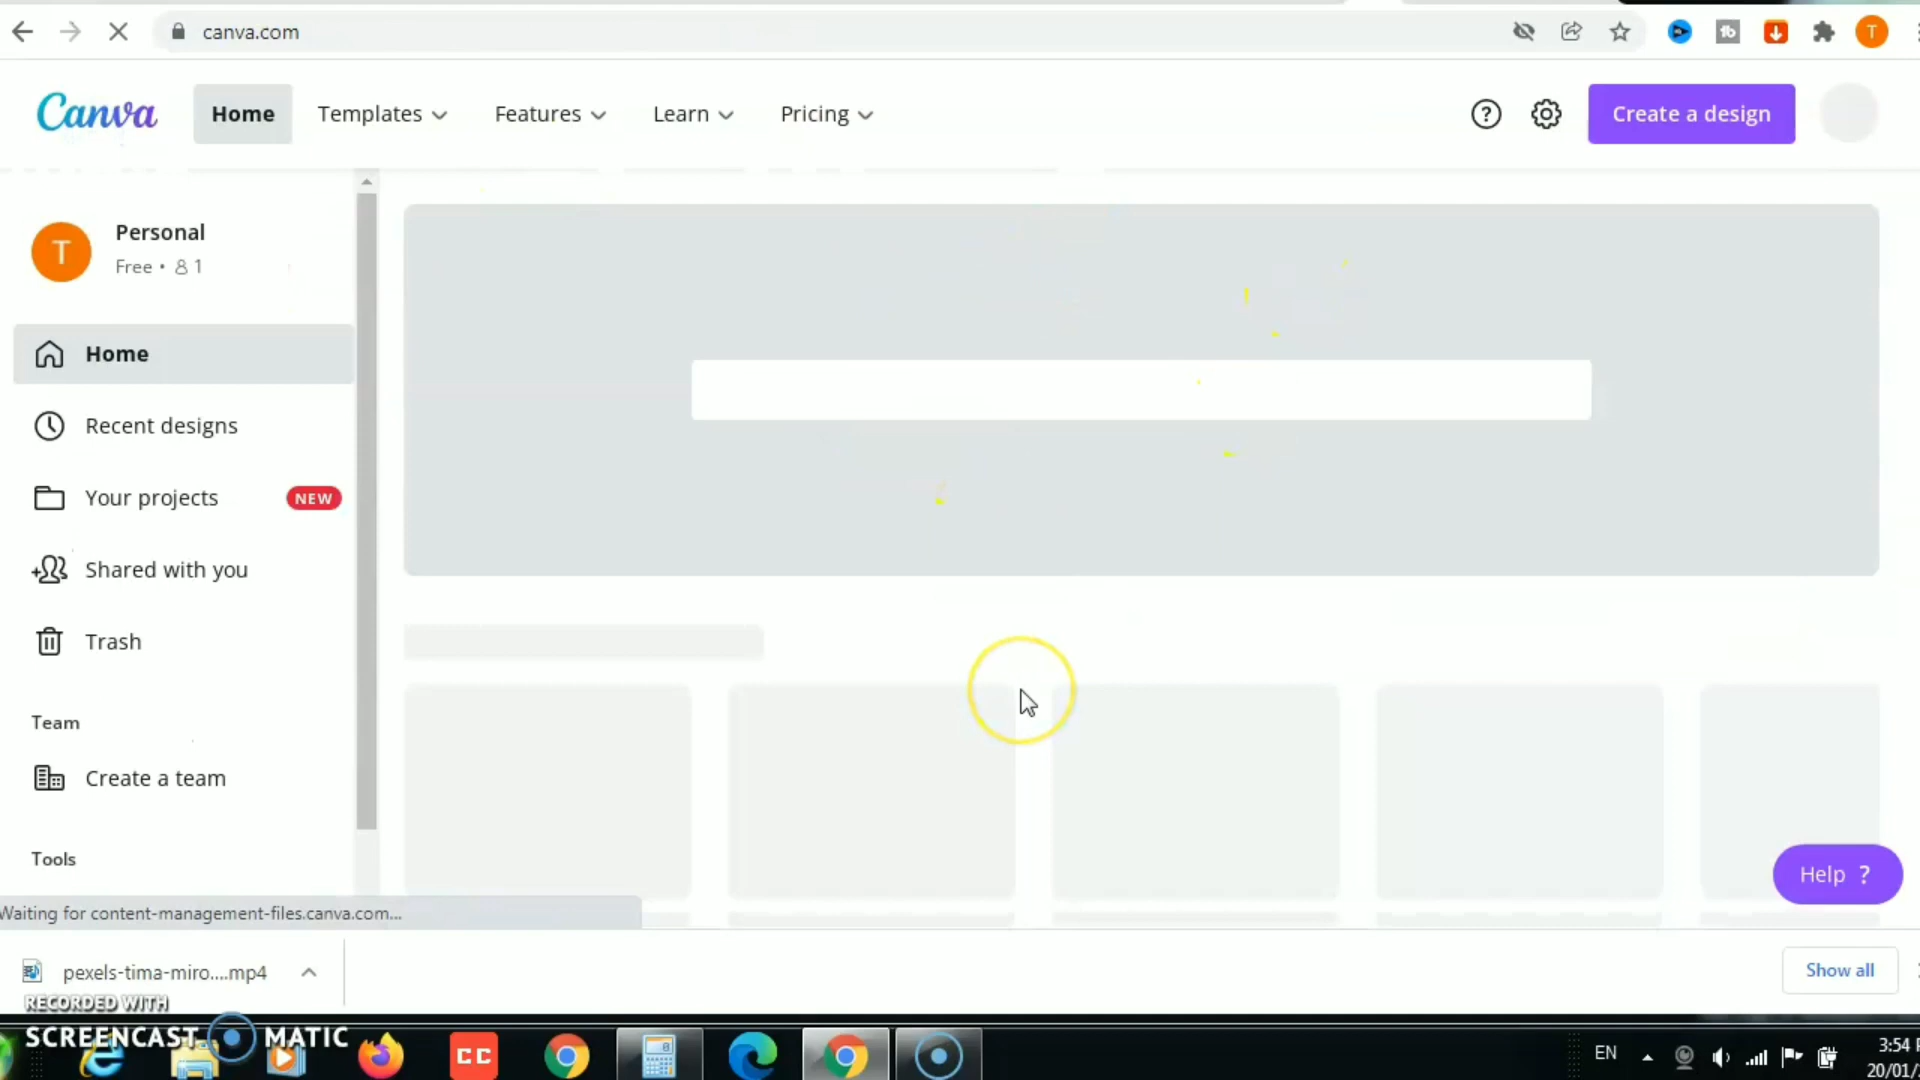 canva.com
T
Canva
Home
Templates
Features
Learn
Pricing
Create a design
T
Personal
Free • 1
Home
Recent designs
Your projects
NEW
Shared with you
Trash
Team
Create a team
Tools
Help ?
Waiting for content-management-files.canva.com...
pexels-tima-miro....mp4
Show all
RECORDED WITH
SCREENCAST MATIC
CC
EN
3:54
20/01/